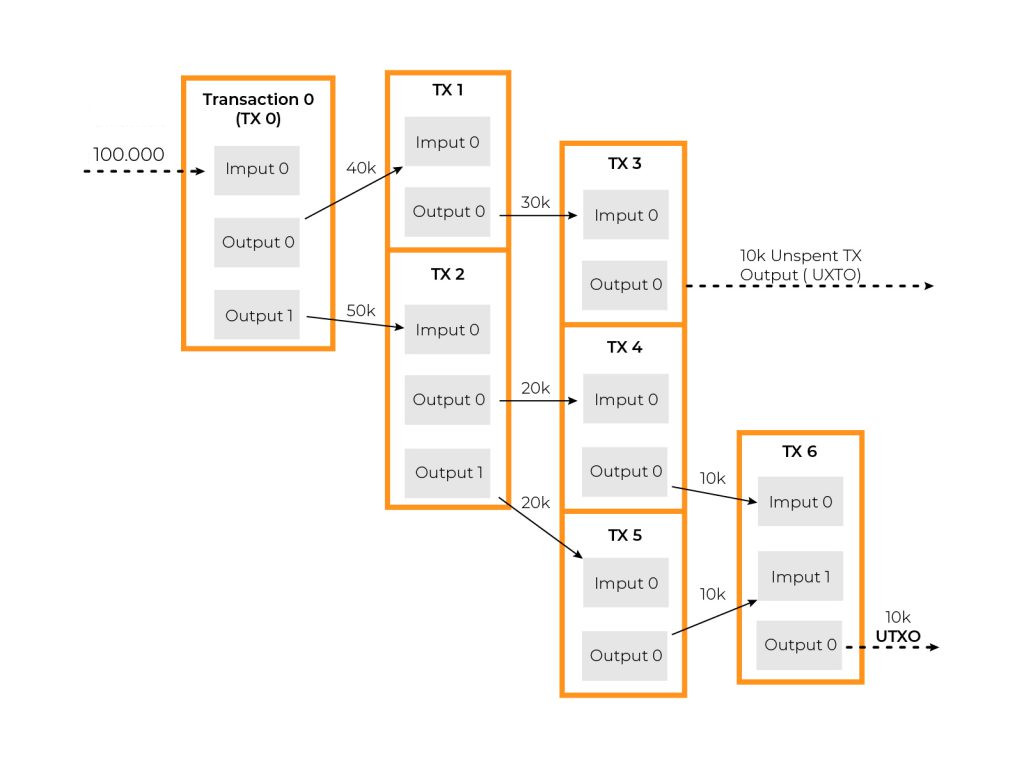 Transaction 0
(TX 0)
100.000
Imput 0
Output 0
Output 1
40k
50k
TX 1
Imput 0
Output 0
TX 2
Imput 0
Output 0
Output 1
30k
20k
20k
TX 3
Imput 0
Output 0
10k Unspent TX
Output ( UXTO)
TX 4
Imput 0
Output 0
TX 5
Imput 0
Output 0
10k
10k
TX 6
Imput 0
Imput 1
Output 0
10k
UTXO